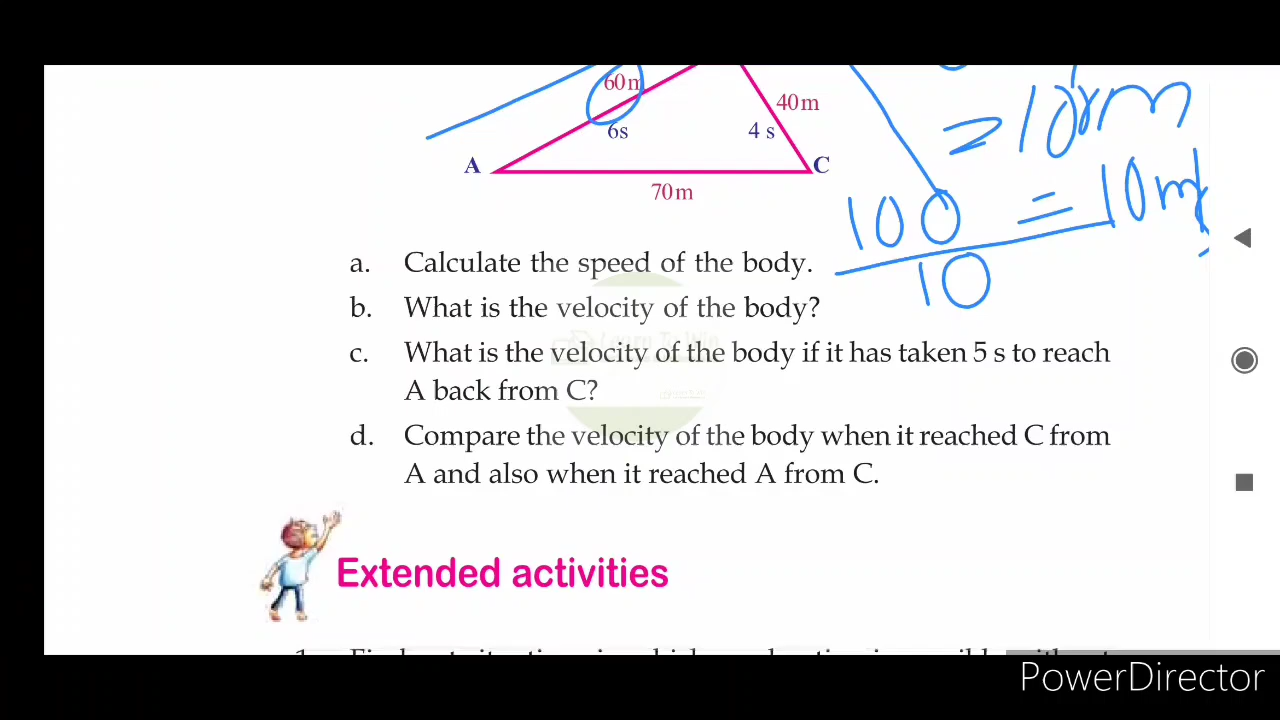 60m
40m
= 100m
6s
4 s
A
C
70m
100 = 10m/s
10
a. Calculate the speed of the body.
b. What is the velocity of the body?
c. What is the velocity of the body if it has taken 5 s to reach
A back from C?
d. Compare the velocity of the body when it reached C from
A and also when it reached A from C.
Extended activities
PowerDirector